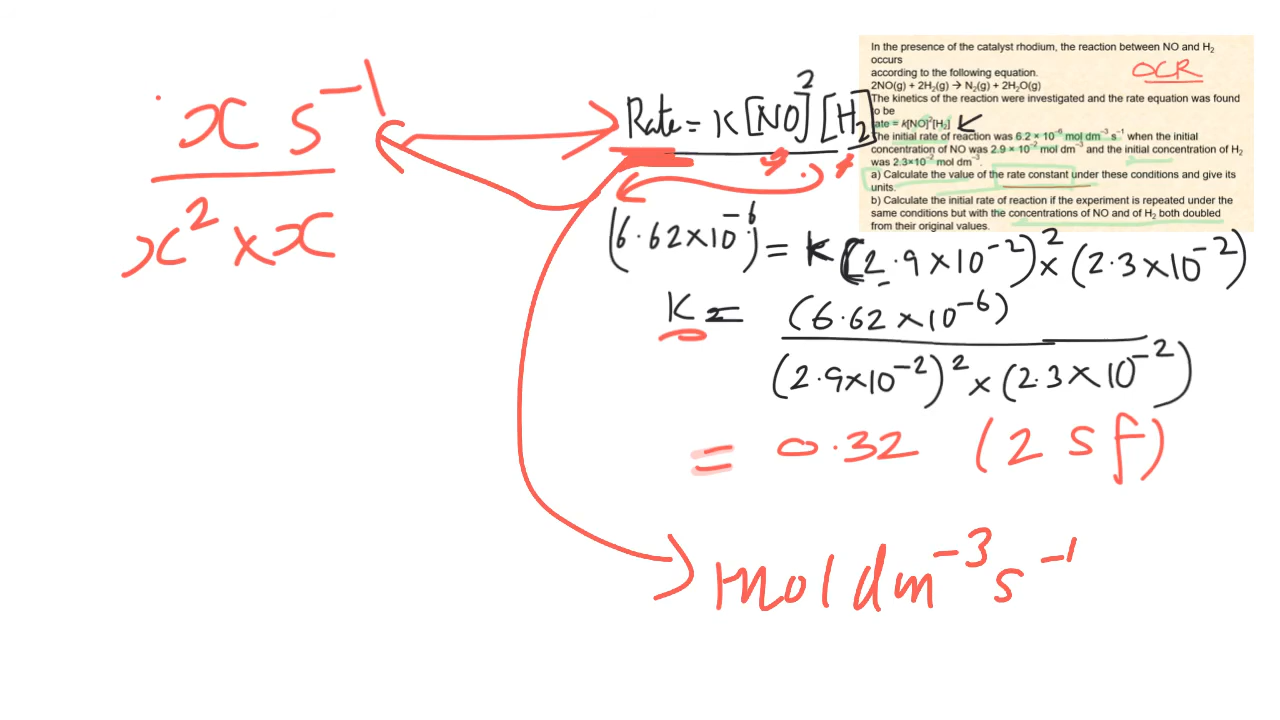 In the presence of the catalyst rhodium, the reaction between NO and H₂
occurs
according to the following equation.
OCR
2NO(g) + 2H₂(g) → N₂(g) + 2H₂O(g)
The kinetics of the reaction were investigated and the rate equation was found
to be
rate = k[NO]²[H₂] K
The initial rate of reaction was 6.2 × 10⁻⁶ mol dm⁻³ s⁻¹ when the initial
concentration of NO was 2.9 × 10⁻² mol dm⁻³ and the initial concentration of H₂
was 2.3×10⁻² mol dm⁻³.
a) Calculate the value of the rate constant under these conditions and give its
units.
b) Calculate the initial rate of reaction if the experiment is repeated under the
same conditions but with the concentrations of NO and of H₂ both doubled
from their original values.
x s⁻¹
x² × x
Rate = K [NO]² [H₂]
(6.62×10⁻⁶) = K (2.9×10⁻²)² × (2.3×10⁻²)
K = (6.62×10⁻⁶)
(2.9×10⁻²)² × (2.3×10⁻²)
= 0.32 (2 sf)
mol dm⁻³ s⁻¹